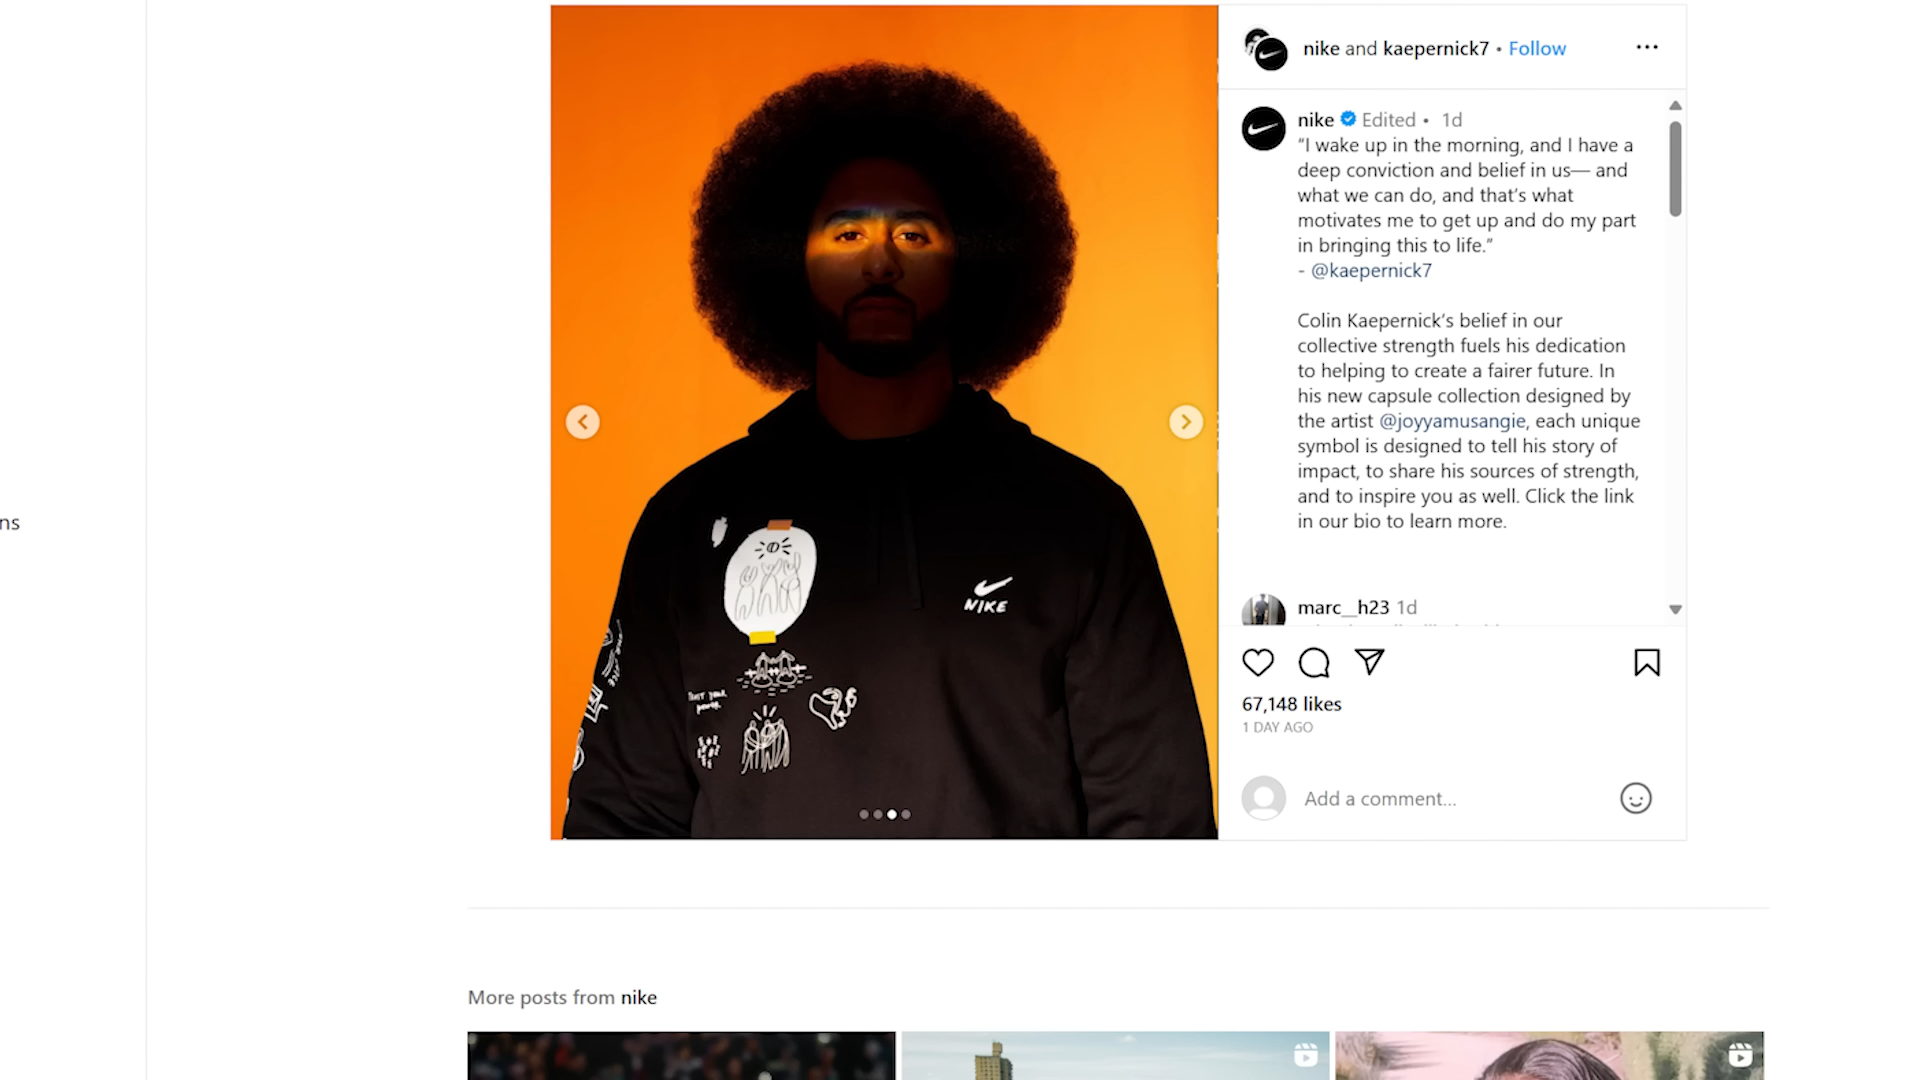 nike and kaepernick7 • Follow
nike Edited • 1d
“I wake up in the morning, and I have a
deep conviction and belief in us— and
what we can do, and that’s what
motivates me to get up and do my part
in bringing this to life.”
- @kaepernick7
Colin Kaepernick’s belief in our
collective strength fuels his dedication
to helping to create a fairer future. In
his new capsule collection designed by
the artist @joyyamusangie, each unique
symbol is designed to tell his story of
impact, to share his sources of strength,
and to inspire you as well. Click the link
in our bio to learn more.
marc__h23 1d
67,148 likes
1 DAY AGO
Add a comment...
ns
NIKE
TRUST YOUR
power
More posts from nike